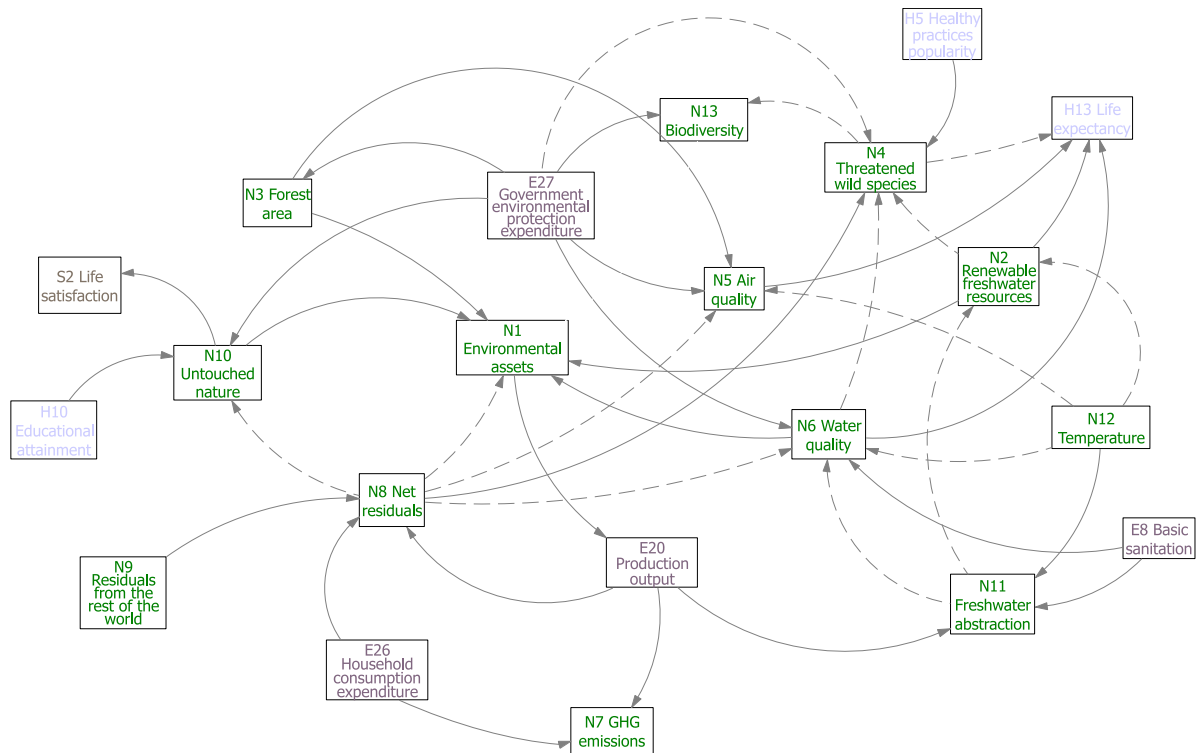 H5 Healthy
practices
popularity
N13
Biodiversity
H13 Life
expectancy
N4
Threatened
wild species
N3 Forest
area
E27
Government
environmental
protection
expenditure
N2
Renewable
freshwater
resources
S2 Life
satisfaction
N5 Air
quality
N1
Environmental
assets
N10
Untouched
nature
H10
Educational
attainment
N6 Water
quality
N12
Temperature
N8 Net
residuals
E8 Basic
sanitation
N9
Residuals
from the
rest of the
world
E20
Production
output
N11
Freshwater
abstraction
E26
Household
consumption
expenditure
N7 GHG
emissions